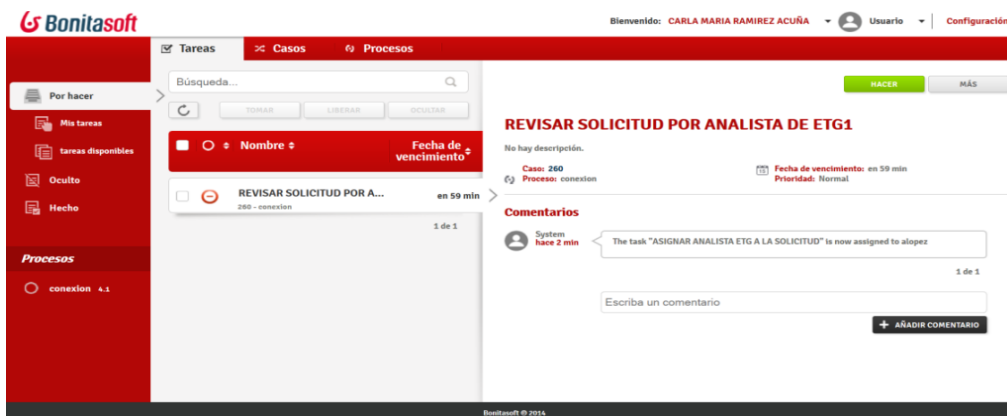 Bonitasoft
Bienvenido: CARLA MARIA RAMIREZ ACUÑA
Usuario
Configuración
Tareas
Casos
Procesos
Por hacer
Mis tareas
tareas disponibles
Oculto
Hecho
Procesos
conexion 4.1
Búsqueda...
TOMAR
LIBERAR
OCULTAR
Nombre
Fecha de
vencimiento
REVISAR SOLICITUD POR A...
en 59 min
260 - conexion
1 de 1
HACER
MÁS
REVISAR SOLICITUD POR ANALISTA DE ETG1
No hay descripción.
Caso: 260
Proceso: conexion
Fecha de vencimiento: en 59 min
Prioridad: Normal
Comentarios
System
hace 2 min
The task "ASIGNAR ANALISTA ETG A LA SOLICITUD" is now assigned to alopez
1 de 1
Escriba un comentario
AÑADIR COMENTARIO
Bonitasoft © 2014